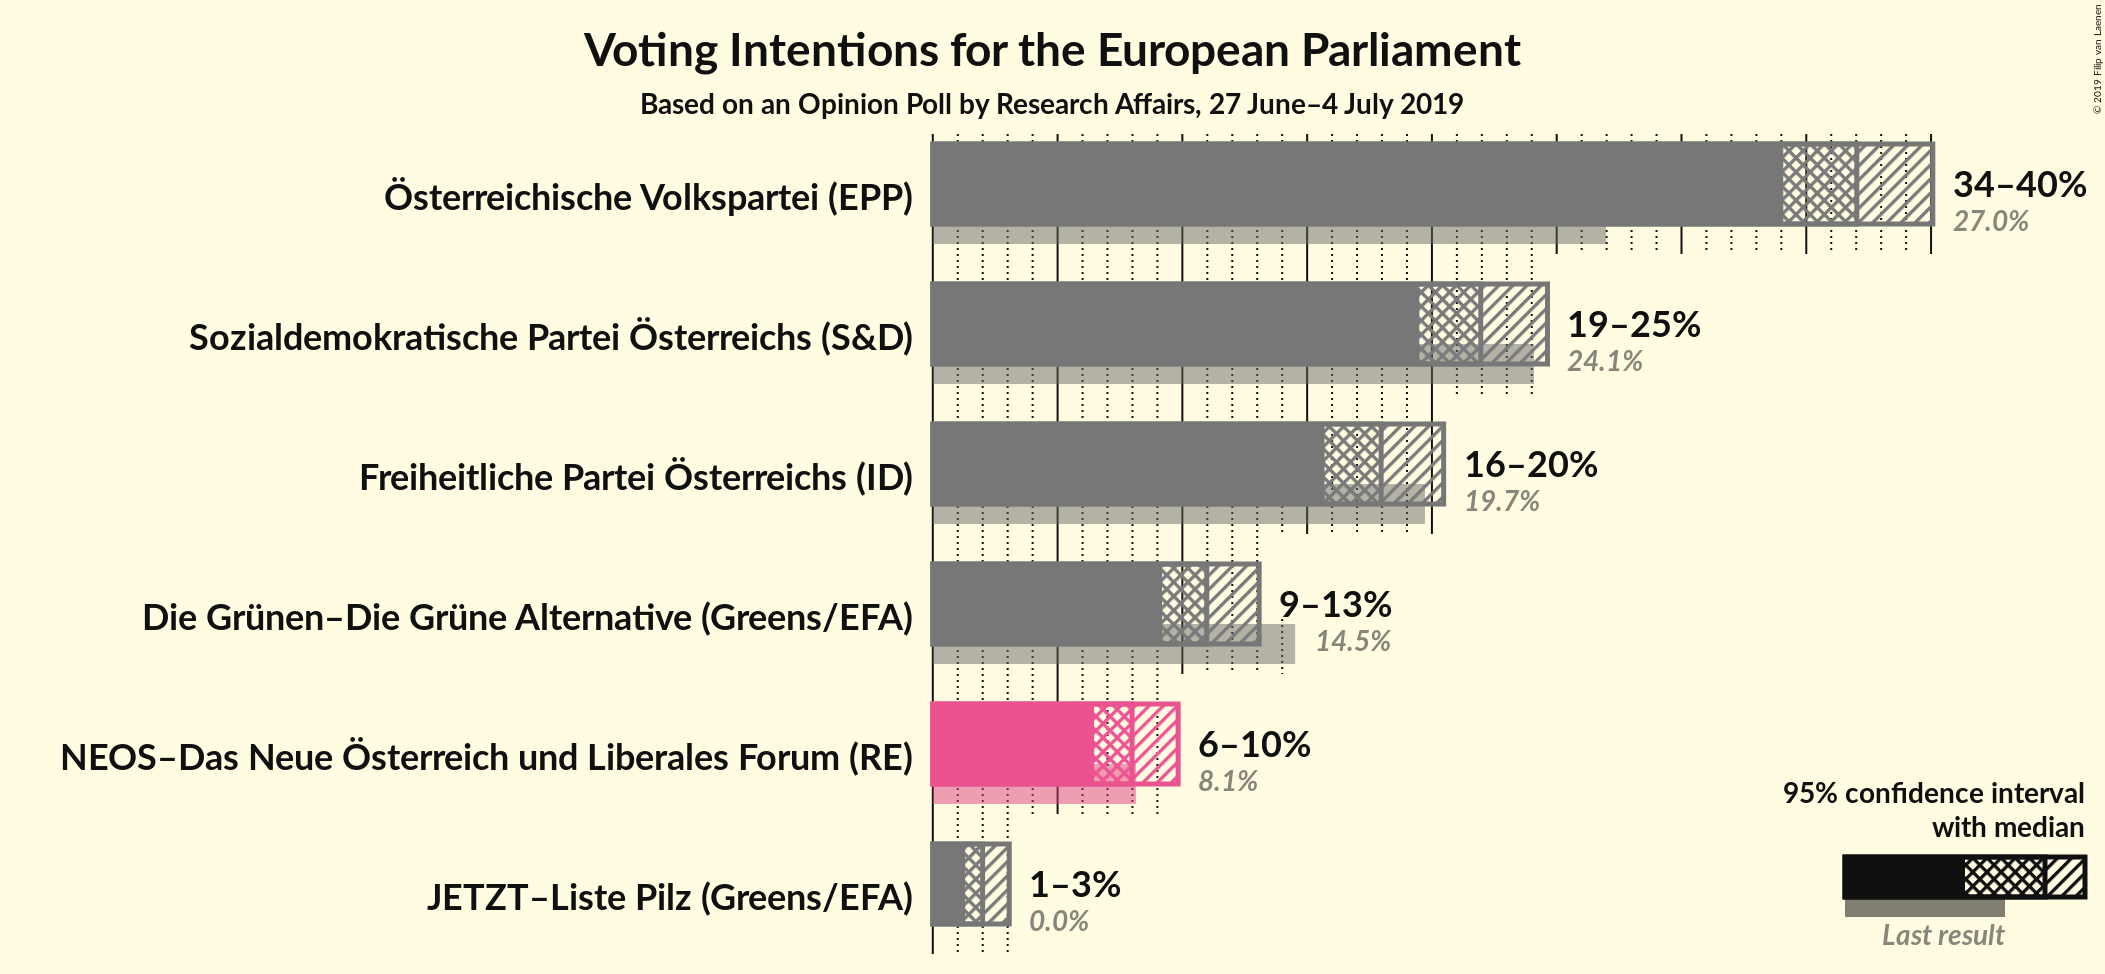 Voting Intentions for the European Parliament
Based on an Opinion Poll by Research Affairs, 27 June–4 July 2019
© 2019 Filip van Laenen
Österreichische Volkspartei (EPP)
34–40%
27.0%
Sozialdemokratische Partei Österreichs (S&D)
19–25%
24.1%
Freiheitliche Partei Österreichs (ID)
16–20%
19.7%
Die Grünen–Die Grüne Alternative (Greens/EFA)
9–13%
14.5%
NEOS–Das Neue Österreich und Liberales Forum (RE)
6–10%
8.1%
JETZT–Liste Pilz (Greens/EFA)
1–3%
0.0%
95% confidence interval
with median
Last result